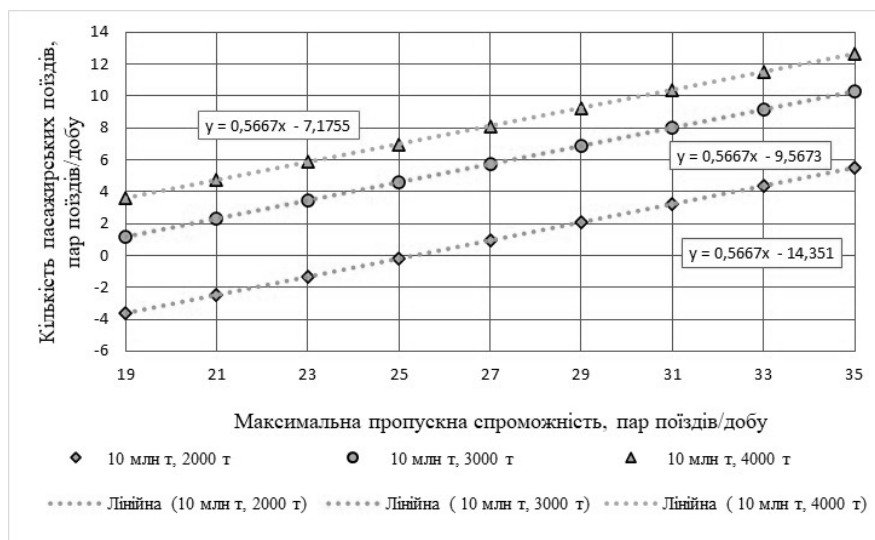 Кількість пасажирських поїздів,
пар поїздів/добу
14
12
10
8
6
4
2
0
-2
-4
-6
y = 0,5667x - 7,1755
y = 0,5667x - 9,5673
y = 0,5667x - 14,351
19 21 23 25 27 29 31 33 35
Максимальна пропускна спроможність, пар поїздів/добу
10 млн т, 2000 т 10 млн т, 3000 т 10 млн т, 4000 т
Лінійна (10 млн т, 2000 т) Лінійна ( 10 млн т, 3000 т) Лінійна ( 10 млн т, 4000 т)